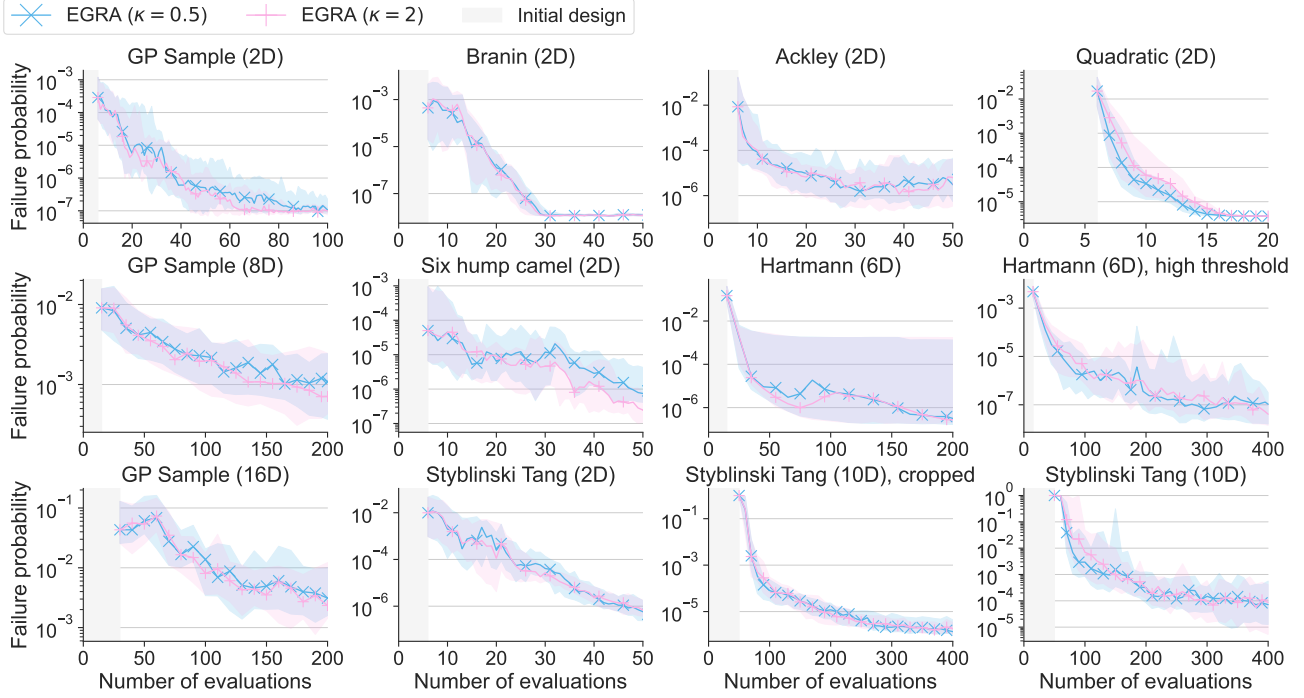 EGRA (κ = 0.5) EGRA (κ = 2) Initial design
GP Sample (2D) Branin (2D) Ackley (2D) Quadratic (2D)
Failure probability
10⁻³ 10⁻⁴ 10⁻⁵ 10⁻⁶ 10⁻⁷
0 20 40 60 80 100
10⁻³ 10⁻⁵ 10⁻⁷
0 10 20 30 40 50
10⁻² 10⁻⁴ 10⁻⁶
0 10 20 30 40 50
10⁻² 10⁻³ 10⁻⁴ 10⁻⁵
0 5 10 15 20
GP Sample (8D) Six hump camel (2D) Hartmann (6D) Hartmann (6D), high threshold
Failure probability
10⁻² 10⁻³
0 50 100 150 200
10⁻³ 10⁻⁴ 10⁻⁵ 10⁻⁶ 10⁻⁷
0 10 20 30 40 50
10⁻² 10⁻⁴ 10⁻⁶
0 50 100 150 200
10⁻³ 10⁻⁵ 10⁻⁷
0 100 200 300 400
GP Sample (16D) Styblinski Tang (2D) Styblinski Tang (10D), cropped Styblinski Tang (10D)
Failure probability
10⁻¹ 10⁻² 10⁻³
0 50 100 150 200
10⁻² 10⁻⁴ 10⁻⁶
0 10 20 30 40 50
10⁻¹ 10⁻³ 10⁻⁵
0 100 200 300 400
10⁰ 10⁻¹ 10⁻² 10⁻³ 10⁻⁴ 10⁻⁵
0 100 200 300 400
Number of evaluations Number of evaluations Number of evaluations Number of evaluations